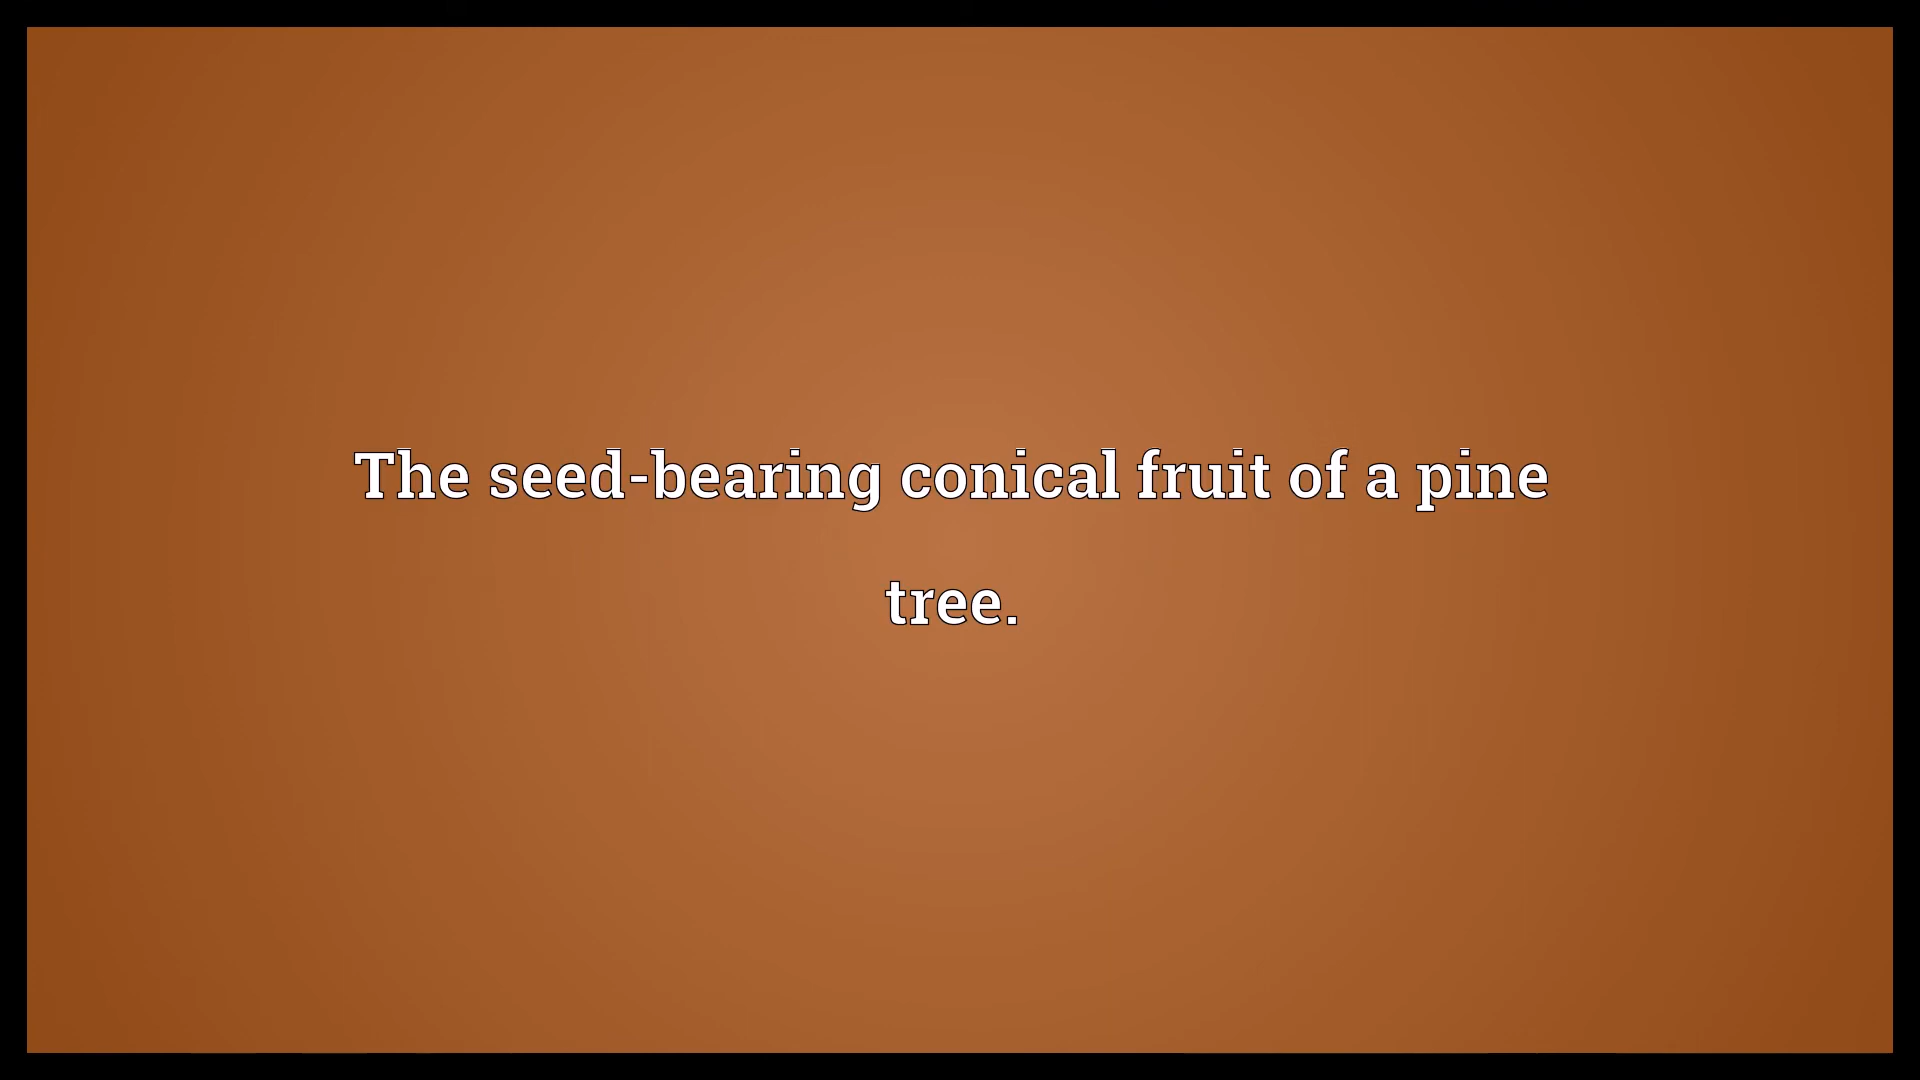 The seed-bearing conical fruit of a pine
tree.